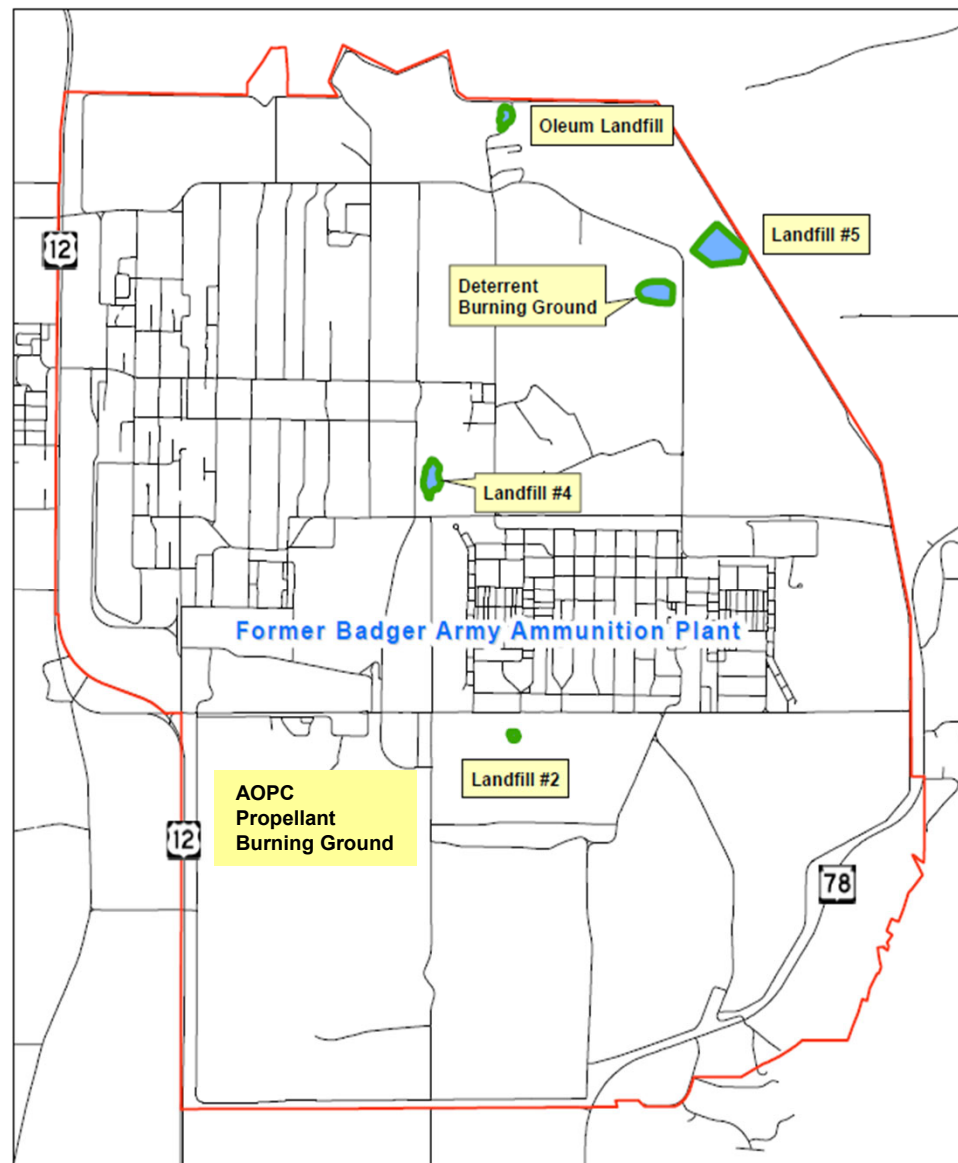 Oleum Landfill
Landfill #5
12
Deterrent
Burning Ground
Landfill #4
Former Badger Army Ammunition Plant
Landfill #2
AOPC
Propellant
Burning Ground
12
78